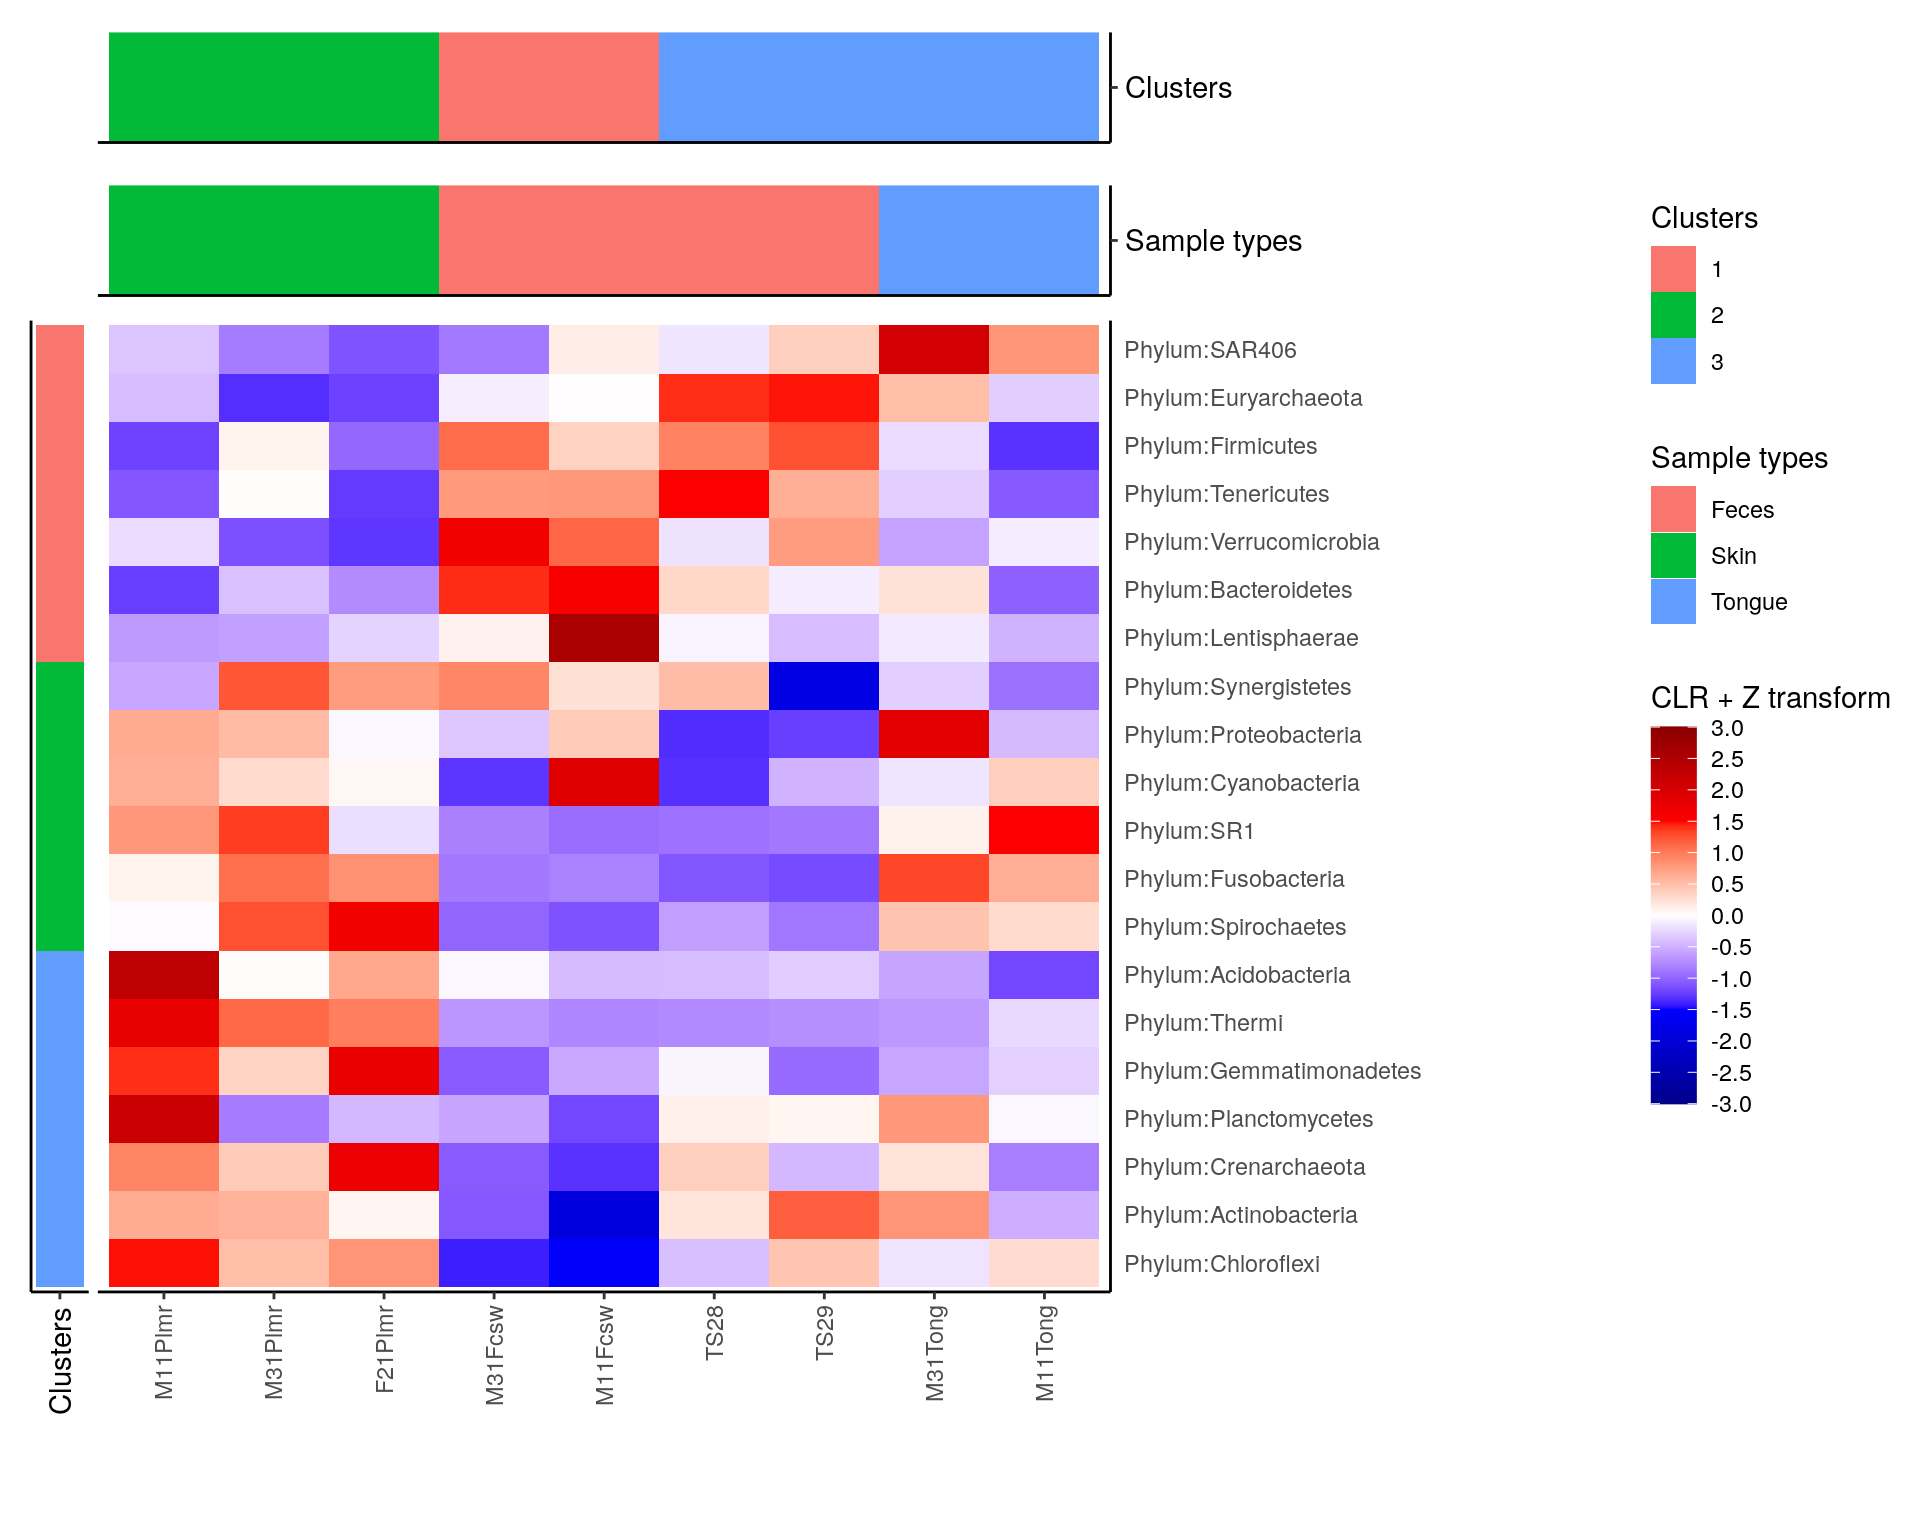 Clusters
Sample types
Phylum:SAR406
Phylum:Euryarchaeota
Phylum:Firmicutes
Phylum:Tenericutes
Phylum:Verrucomicrobia
Phylum:Bacteroidetes
Phylum:Lentisphaerae
Phylum:Synergistetes
Phylum:Proteobacteria
Phylum:Cyanobacteria
Phylum:SR1
Phylum:Fusobacteria
Phylum:Spirochaetes
Phylum:Acidobacteria
Phylum:Thermi
Phylum:Gemmatimonadetes
Phylum:Planctomycetes
Phylum:Crenarchaeota
Phylum:Actinobacteria
Phylum:Chloroflexi
Clusters
M11Plmr
M31Plmr
F21Plmr
M31Fcsw
M11Fcsw
TS28
TS29
M31Tong
M11Tong
Clusters
1
2
3
Sample types
Feces
Skin
Tongue
CLR + Z transform
3.0
2.5
2.0
1.5
1.0
0.5
0.0
-0.5
-1.0
-1.5
-2.0
-2.5
-3.0